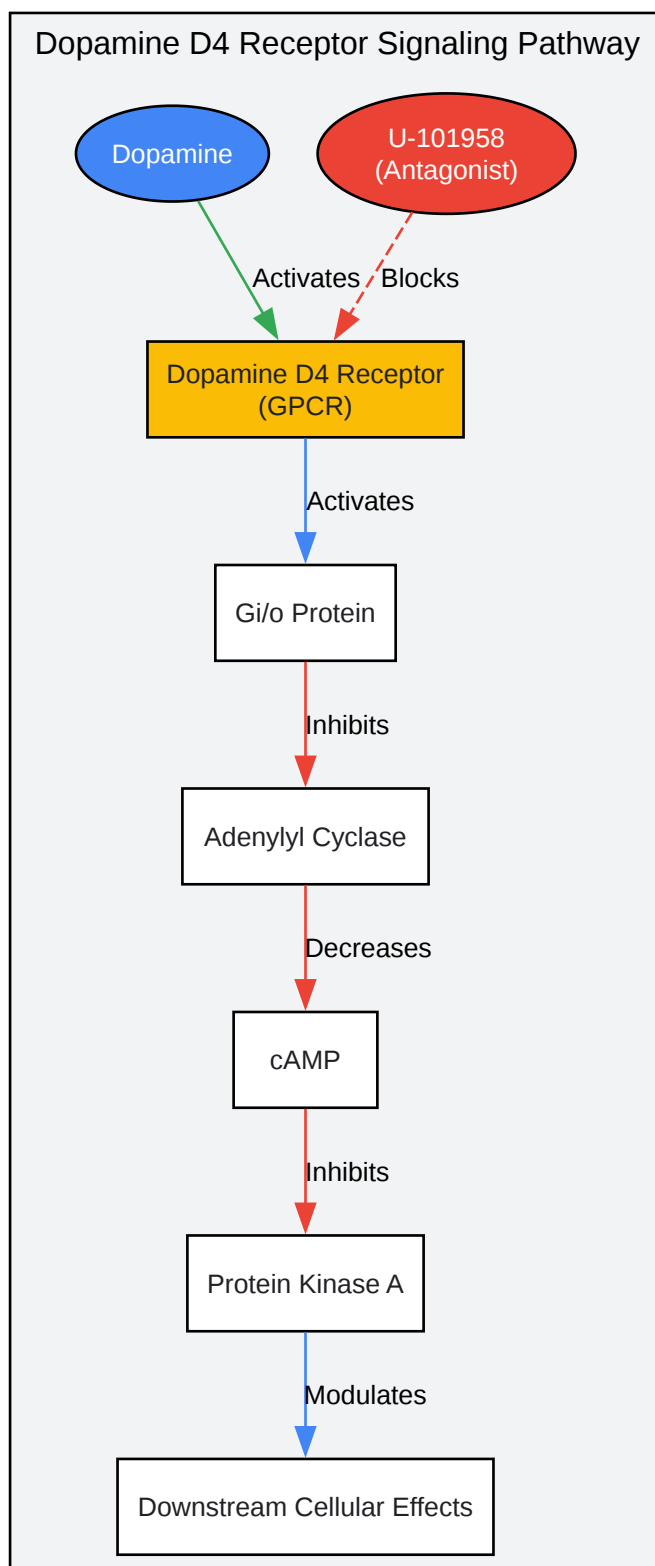 Dopamine D4 Receptor Signaling Pathway
Dopamine
U-101958
(Antagonist)
Activates
Blocks
Dopamine D4 Receptor
(GPCR)
Activates
Gi/o Protein
Inhibits
Adenylyl Cyclase
Decreases
cAMP
Inhibits
Protein Kinase A
Modulates
Downstream Cellular Effects